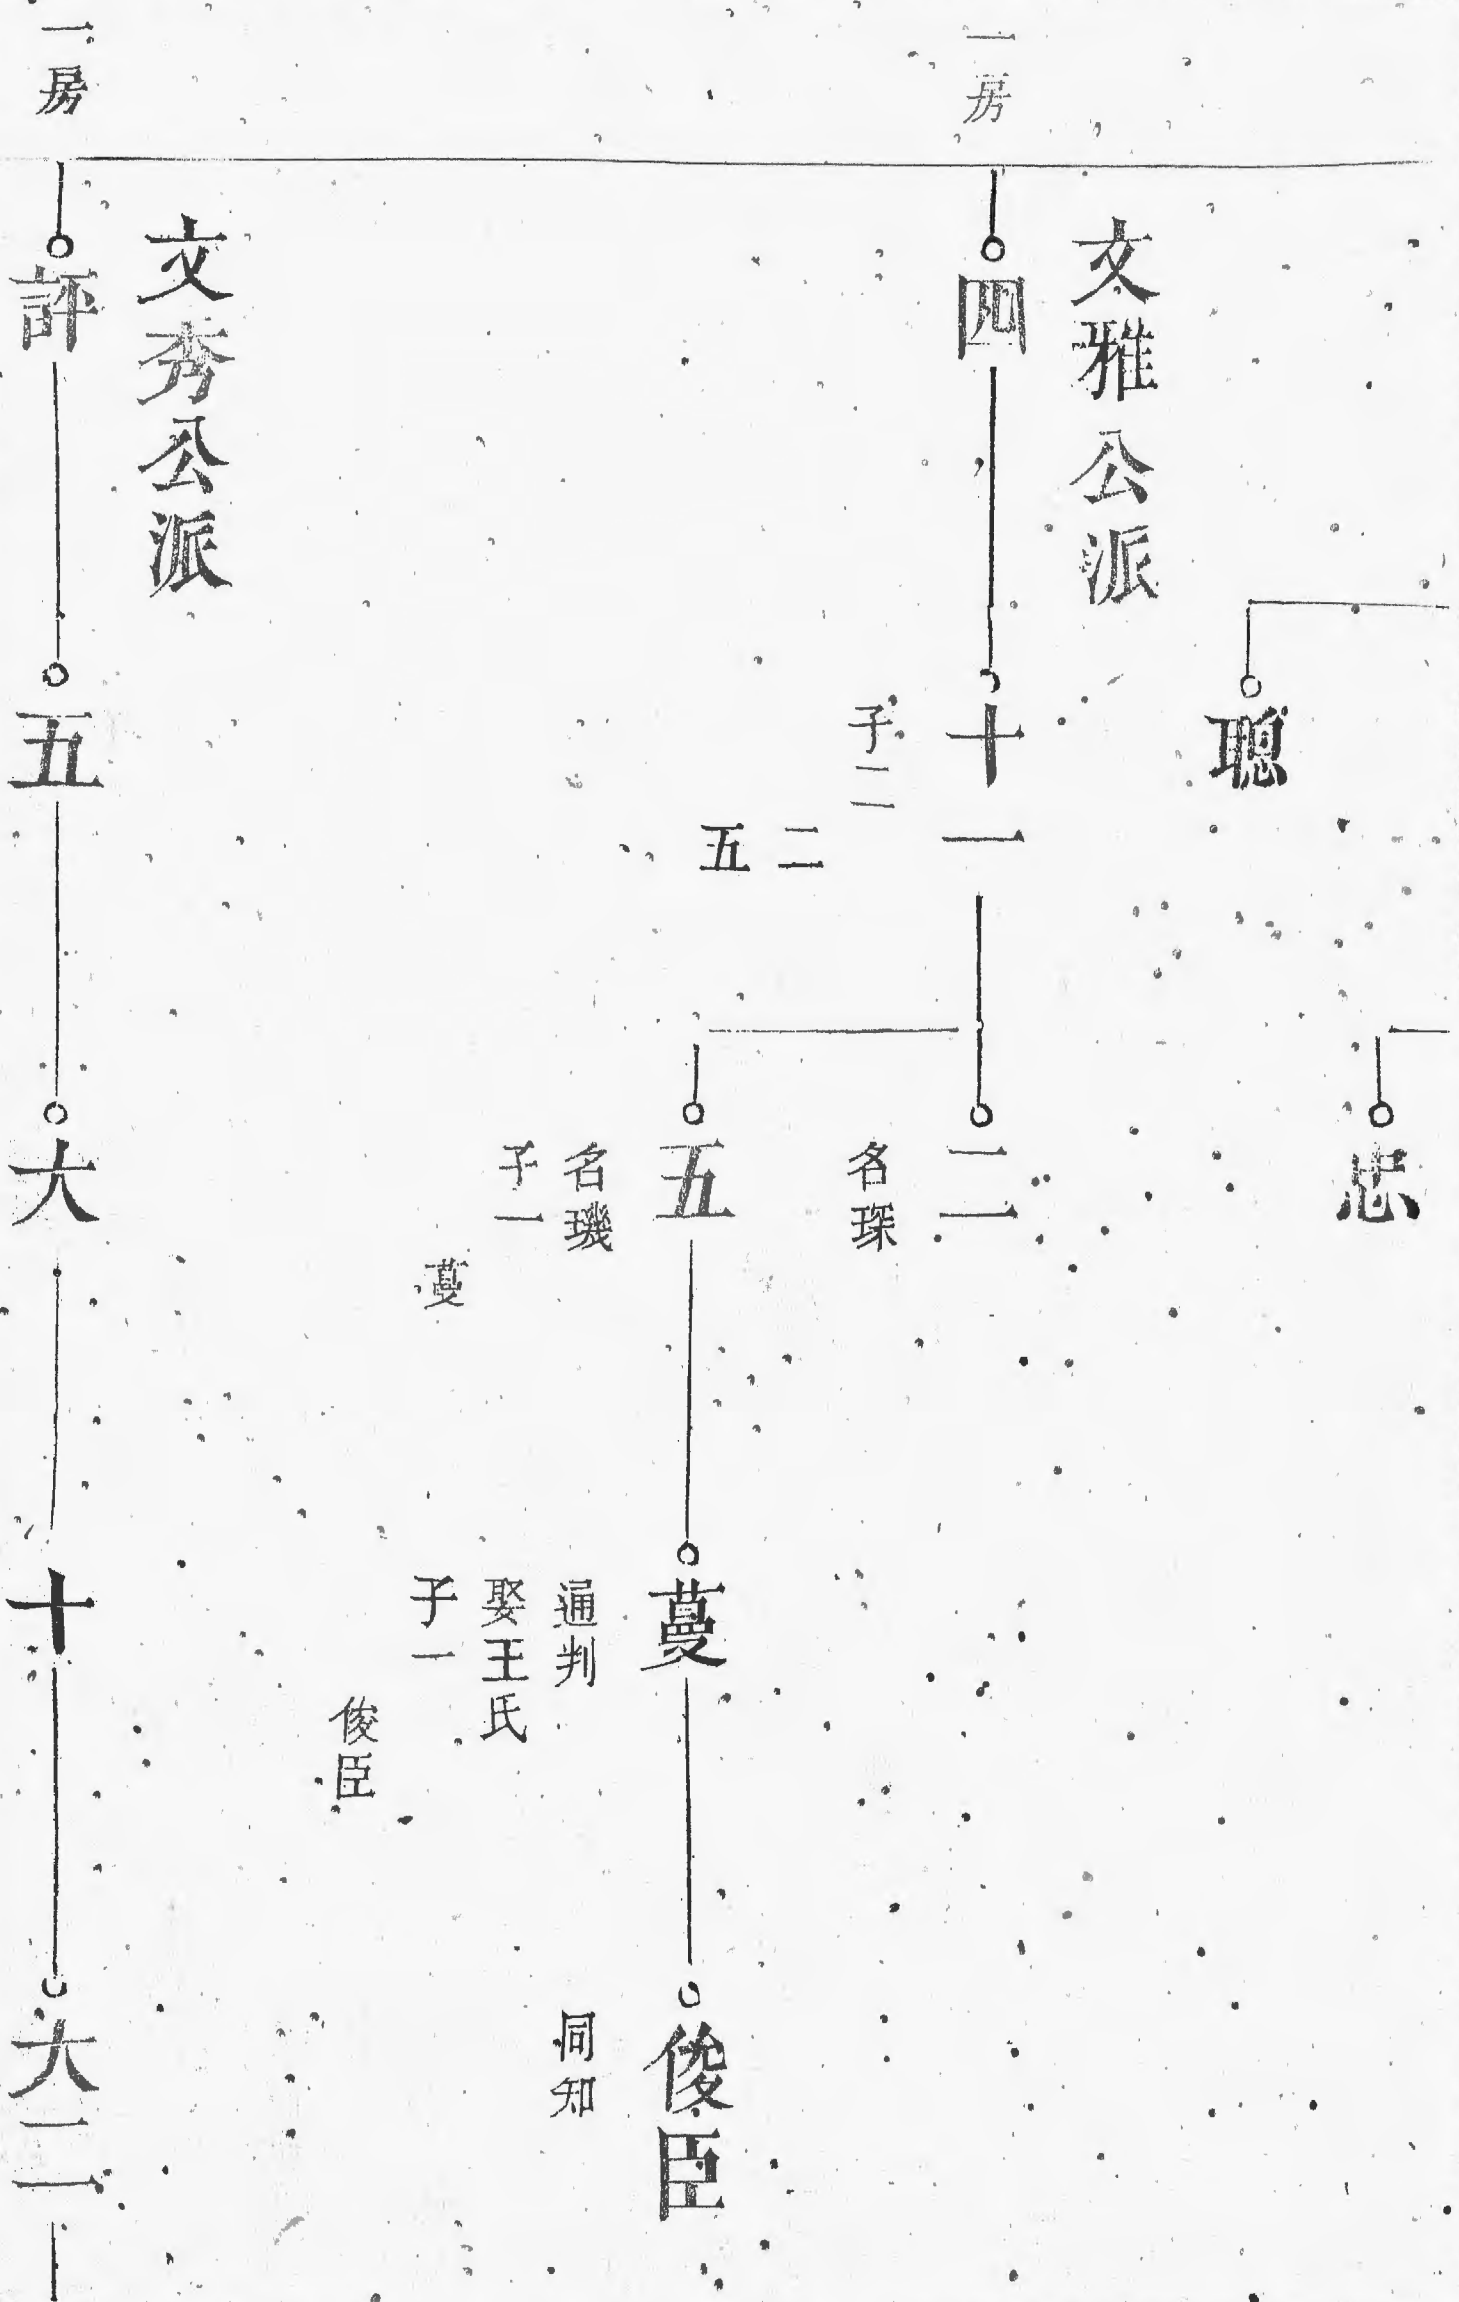 聰
忠
一房
文雅公派
四
十一
子二
二
五
二
名琛
五
名璣
子一
蔓
蔓
通判
娶王氏
子一
俊臣
俊臣
同知
一房
文秀公派
評
五
大
十
大二